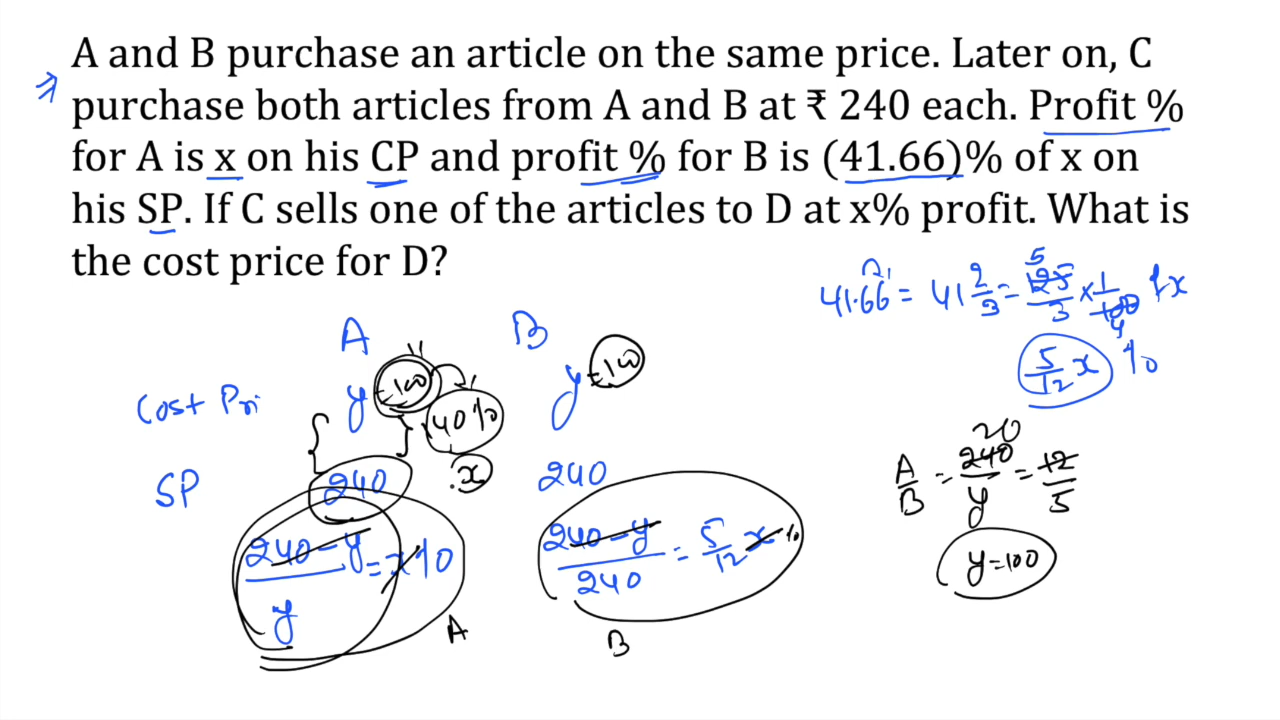 A and B purchase an article on the same price. Later on, C
purchase both articles from A and B at ₹ 240 each. Profit %
for A is x on his CP and profit % for B is (41.66)% of x on
his SP. If C sells one of the articles to D at x% profit. What is
the cost price for D?
41.66 = 41 2/3 = 125/3 × 1/100 of x
5 4
5/12 x %
A B
Cost Pri y = 100 y = 100
40%
SP 240 x 240
(240 - y)/y = x% (240 - y)/240 = 5/12 x %
A B
A/B = 240/y = 12/5
20
y = 100